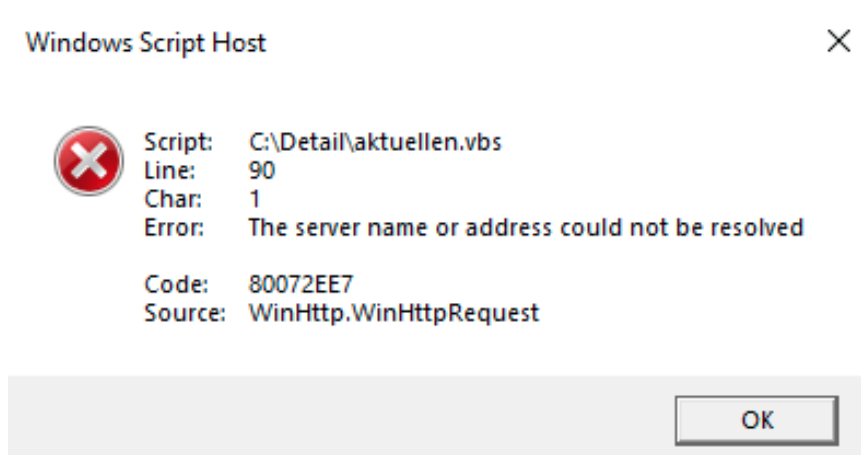 Windows Script Host
Script: C:\Detail\aktuellen.vbs
Line: 90
Char: 1
Error: The server name or address could not be resolved
Code: 80072EE7
Source: WinHttp.WinHttpRequest
OK